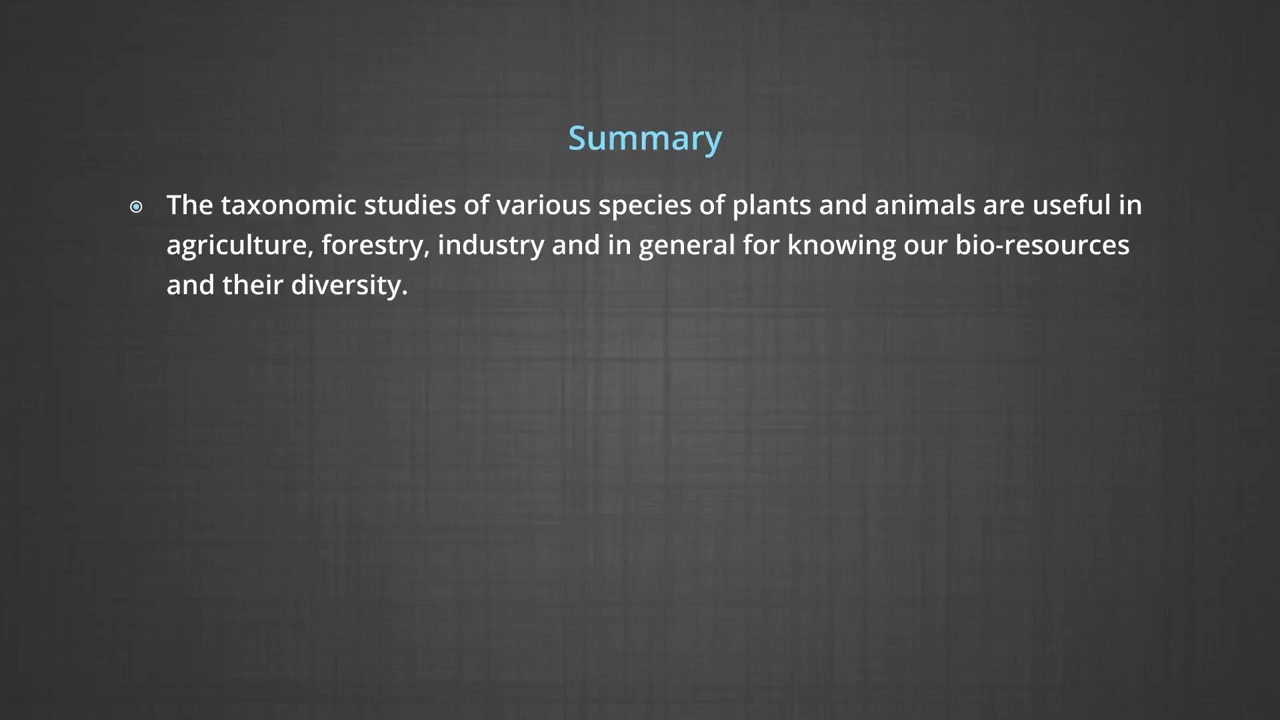 Summary
The taxonomic studies of various species of plants and animals are useful in
agriculture, forestry, industry and in general for knowing our bio-resources
and their diversity.